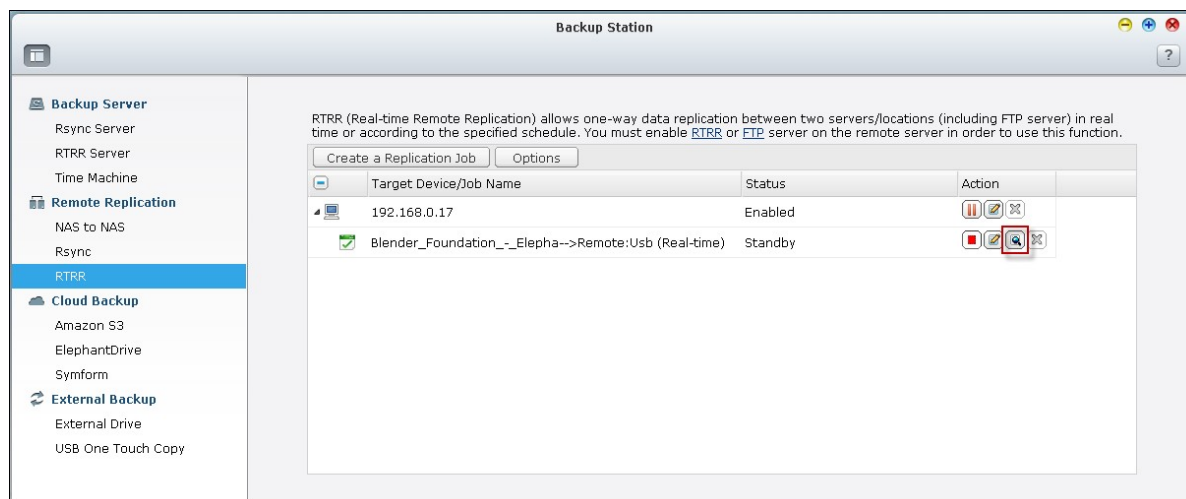 Backup Station
?
Backup Server
Rsync Server
RTRR Server
Time Machine
Remote Replication
NAS to NAS
Rsync
RTRR
Cloud Backup
Amazon S3
ElephantDrive
Symform
External Backup
External Drive
USB One Touch Copy
RTRR (Real-time Remote Replication) allows one-way data replication between two servers/locations (including FTP server) in real
time or according to the specified schedule. You must enable RTRR or FTP server on the remote server in order to use this function.
Create a Replication Job Options
Target Device/Job Name Status Action
192.168.0.17 Enabled
Blender_Foundation_-_Elepha-->Remote:Usb (Real-time) Standby